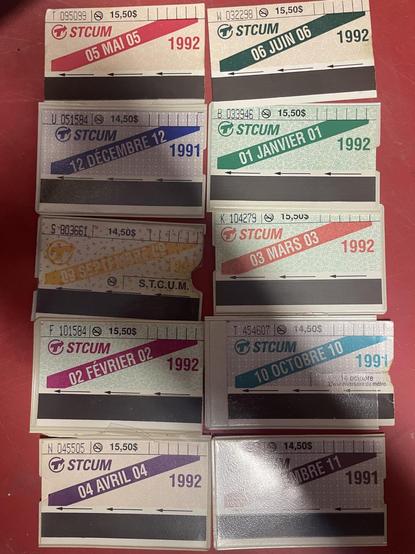 T 095099 15,50$
STCUM
05 MAI 05
1992
W 032298 15,50$
STCUM
06 JUIN 06
1992
U 051584 14,50$
STCUM
12 DÉCEMBRE 12
1991
B 033946 15,50$
STCUM
01 JANVIER 01
1992
S 803661 14,50$
S.T.C.U.M.
K 104279 15,50$
STCUM
03 MARS 03
1992
F 101584 15,50$
STCUM
02 FÉVRIER 02
1992
T 454607 14,50$
STCUM
10 OCTOBRE 10
1991
16 octobre
N 045505 15,50$
STCUM
04 AVRIL 04
1992
14,50$
STCUM
MBRE 11
1991